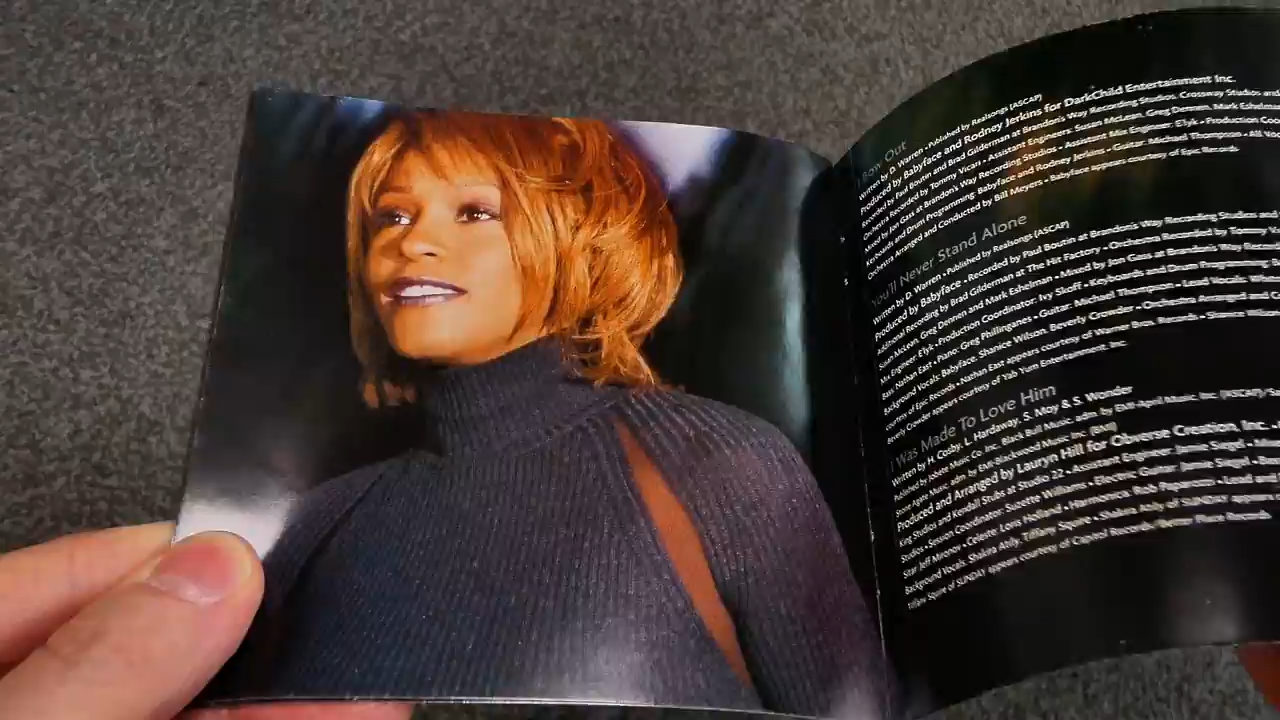 I Bow Out
Written by D. Warren • Published by Realsongs (ASCAP)
Produced by Babyface and Rodney Jerkins for DarkChild Entertainment Inc.
Recorded by Paul Boutin and Brad Gilderman at Brandon's Way Recording Studios, Crossway Studios and
Orchestra Recorded by Tommy Vicari • Assistant Engineers: Susan McLean, Greg Dennen, Mark Eshelman
Mixed by Jon Gass at Brandon's Way Recording Studios • Assistant Mix Engineer: E'lyk • Production Coo
Keyboards and Drum Programming: Babyface and Rodney Jerkins • Guitar: Michael Thompson • All Vo
Orchestra Arranged and Conducted by Bill Meyers • Babyface appears courtesy of Epic Records
You'll Never Stand Alone
Written by D. Warren • Published by Realsongs (ASCAP)
Produced by Babyface • Recorded by Paul Boutin at Brandon's Way Recording Studios and
Additional Recording by Brad Gilderman at The Hit Factory • Orchestra Recorded by Tommy V
Susan McLean, Greg Dennen and Mark Eshelman • Mixed by Jon Gass at Brandon's Way Record
Mix Engineer: E'lyk • Production Coordinator: Ivy Skoff • Keyboards and Drum Programming: B
Bass: Nathan East • Piano: Greg Phillinganes • Guitar: Michael Thompson • Lead Vocals:
Background Vocals: Babyface, Shanice Wilson, Beverly Crowder • Orchestra Arranged and C
courtesy of Epic Records • Nathan East appears courtesy of Warner Bros. Records • Shanice Wils
Beverly Crowder appears courtesy of Yab Yum Entertainment, Inc.
I Was Made To Love Him
Written by H. Cosby, L. Hardaway, S. Moy & S. Wonder
Published by Jobete Music Co. Inc. Black Bull Music, adm. by EMI-April Music Inc. (ASCAP)/S
Stone Agate Music, adm by EMI-Blackwood Music Inc. (BMI)
Produced and Arranged by Lauryn Hill for Obverse Creation, Inc. •
King Studios and Kendall Stubs at Studio 22 • Assistant Engineer: Jamie Siegel •
Studios • Session Coordinator: Suzette Williams • Electric Guitar: Jamie Siegel •
Star Jeff Mironov • Celeste: Loris Holland • Harmonica: Rob Paparozzi • Lead and
Background Vocals: Shakira Atily, Tiffany Squire • Shakira Atily of SUNDAY appears
Tiffany Squire of SUNDAY appears courtesy of Capitol Records/Better Place Records